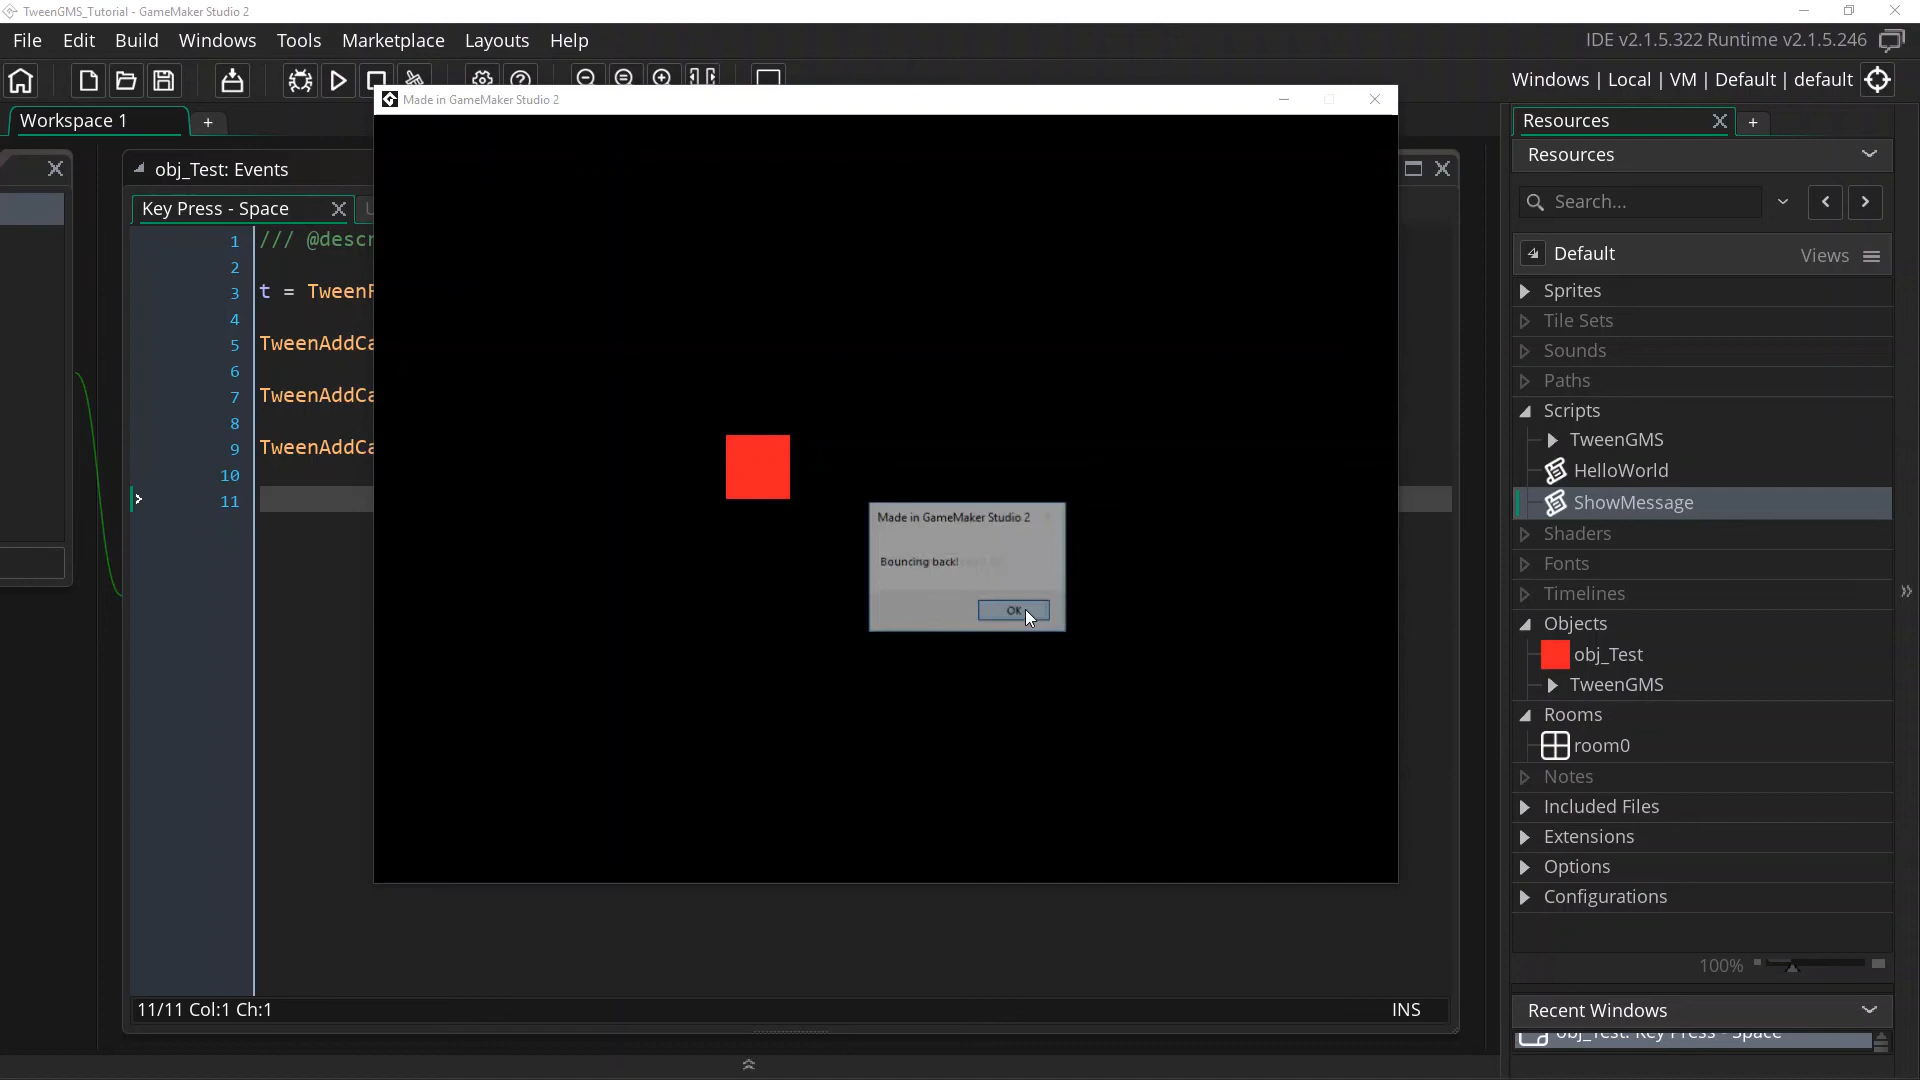 TweenGMS_Tutorial - GameMaker Studio 2
File Edit Build Windows Tools Marketplace Layouts Help
IDE v2.1.5.322 Runtime v2.1.5.246
Windows | Local | VM | Default | default
Workspace 1
Made in GameMaker Studio 2
obj_Test: Events
Key Press - Space
1 /// @descr
2
3 t = Tween
4
5 TweenAddCa
6
7 TweenAddCa
8
9 TweenAddCa
10
11
Made in GameMaker Studio 2
Bouncing back!
OK
11/11 Col:1 Ch:1
INS
Resources
Resources
Search...
Default
Views
Sprites
Tile Sets
Sounds
Paths
Scripts
TweenGMS
HelloWorld
ShowMessage
Shaders
Fonts
Timelines
Objects
obj_Test
TweenGMS
Rooms
room0
Notes
Included Files
Extensions
Options
Configurations
100%
Recent Windows
obj_Test: Key Press - Space